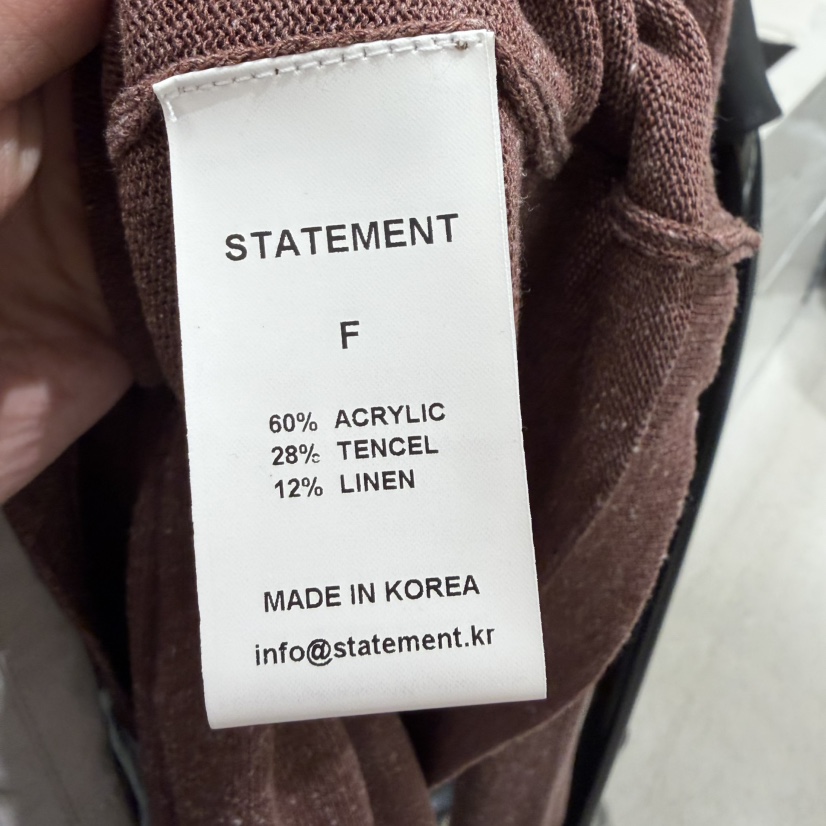 STATEMENT
F
60% ACRYLIC
28% TENCEL
12% LINEN
MADE IN KOREA
info@statement.kr